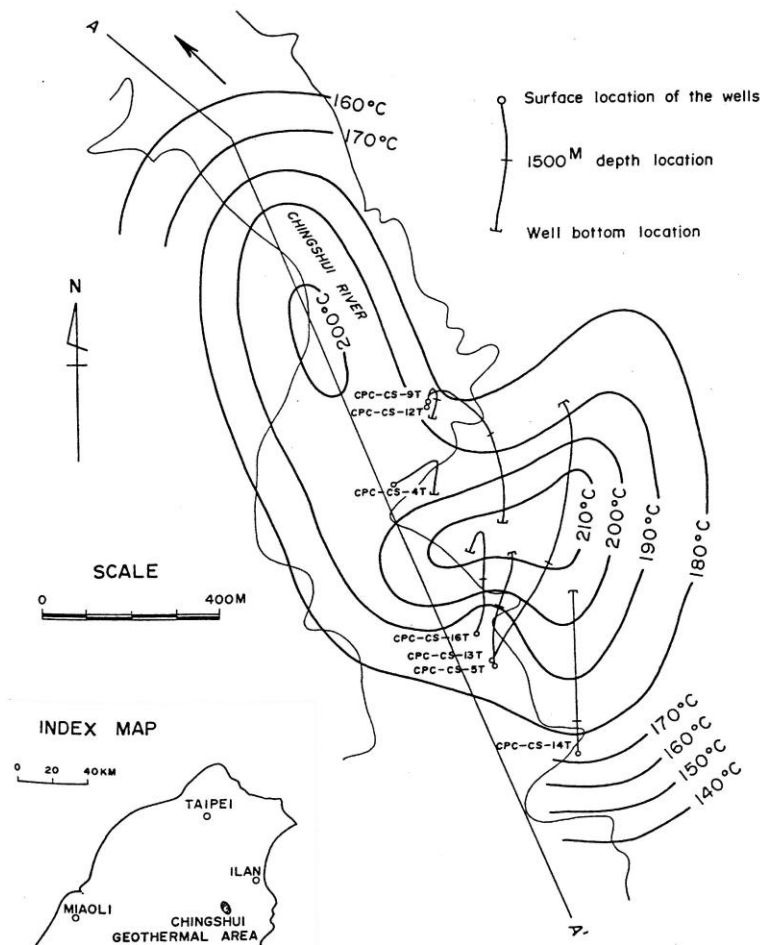 A
160°C
170°C
Surface location of the wells
1500M depth location
Well bottom location
N
CHINGSHUI RIVER
200°C
CPC-CS-9T
CPC-CS-12T
CPC-CS-4T
210°C
200°C
190°C
180°C
SCALE
0 400M
CPC-CS-16T
CPC-CS-13T
CPC-CS-5T
CPC-CS-14T
170°C
160°C
150°C
140°C
A'
INDEX MAP
0 20 40KM
TAIPEI
ILAN
MIAOLI
CHINGSHUI
GEOTHERMAL AREA